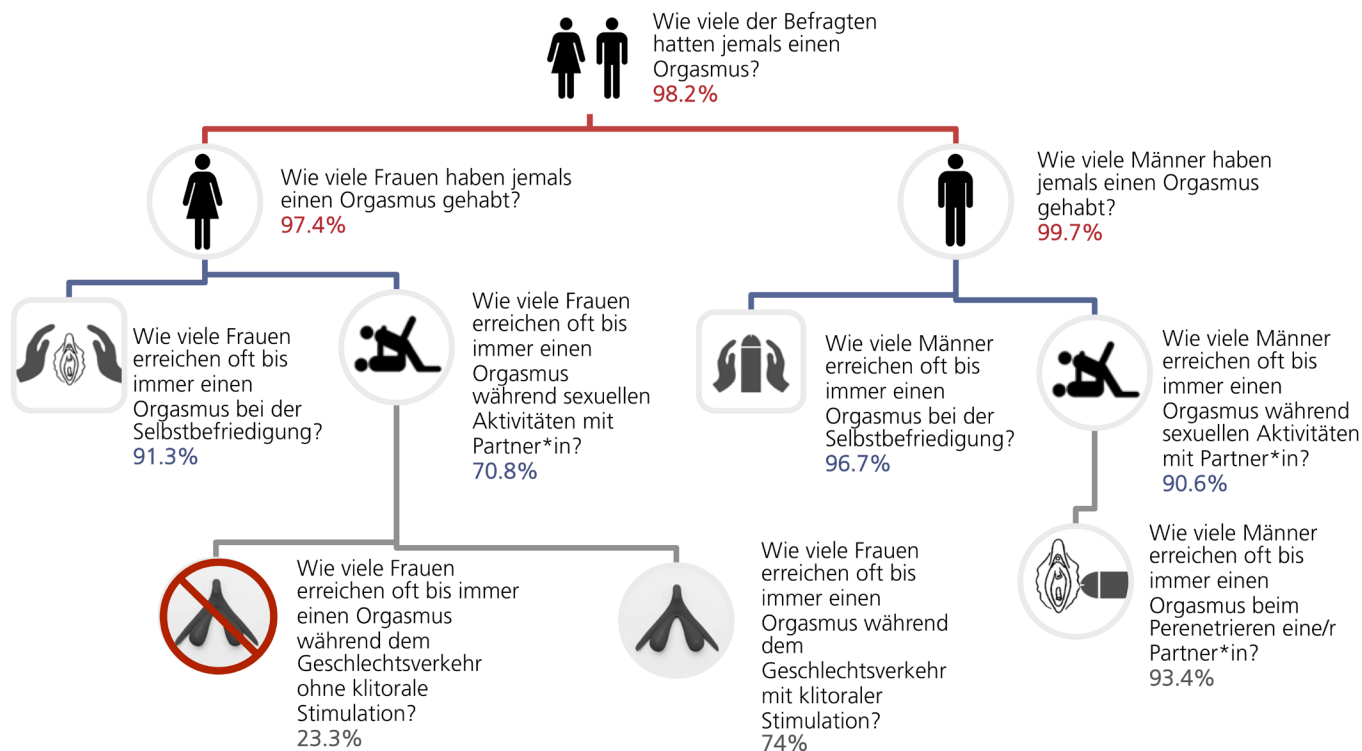 Wie viele der Befragten
hatten jemals einen
Orgasmus?
98.2%
Wie viele Frauen haben jemals
einen Orgasmus gehabt?
97.4%
Wie viele Männer haben
jemals einen Orgasmus
gehabt?
99.7%
Wie viele Frauen
erreichen oft bis
immer einen
Orgasmus bei der
Selbstbefriedigung?
91.3%
Wie viele Frauen
erreichen oft bis
immer einen
Orgasmus
während sexuellen
Aktivitäten mit
Partner*in?
70.8%
Wie viele Männer
erreichen oft bis
immer einen
Orgasmus bei der
Selbstbefriedigung?
96.7%
Wie viele Männer
erreichen oft bis
immer einen
Orgasmus während
sexuellen Aktivitäten
mit Partner*in?
90.6%
Wie viele Frauen
erreichen oft bis immer
einen Orgasmus
während dem
Geschlechtsverkehr
ohne klitorale
Stimulation?
23.3%
Wie viele Frauen
erreichen oft bis
immer einen
Orgasmus während
dem
Geschlechtsverkehr
mit klitoraler
Stimulation?
74%
Wie viele Männer
erreichen oft bis
immer einen
Orgasmus beim
Perenetrieren eine/r
Partner*in?
93.4%